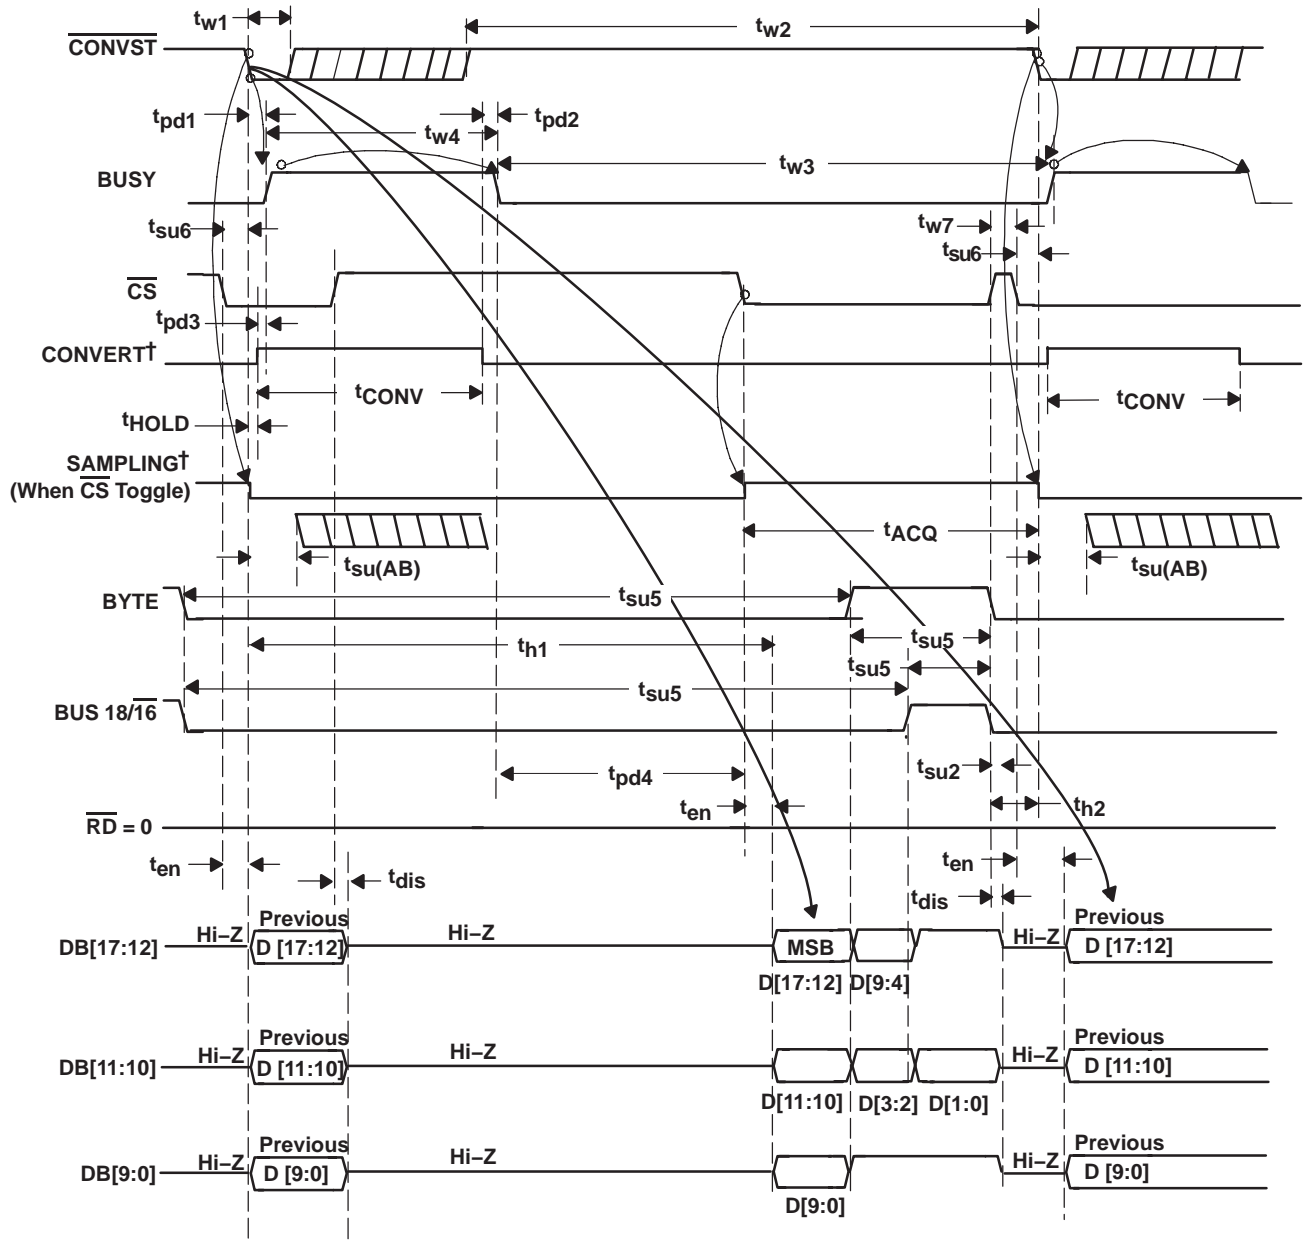 tw1
tw2
CONVST
tpd1
tw4
tpd2
tw3
BUSY
tsu6
tw7
tsu6
CS
tpd3
CONVERT†
tCONV
tCONV
tHOLD
SAMPLING†
(When CS Toggle)
tACQ
tsu(AB)
tsu(AB)
BYTE
tsu5
tsu5
th1
tsu5
tsu5
BUS 18/16
tpd4
tsu2
ten
th2
RD = 0
ten
tdis
ten
tdis
Previous
Previous
DB[17:12]
Hi–Z
D [17:12]
Hi–Z
MSB
Hi–Z
D [17:12]
D[17:12]
D[9:4]
Previous
Previous
DB[11:10]
Hi–Z
D [11:10]
Hi–Z
Hi–Z
D [11:10]
D[11:10]
D[3:2]
D[1:0]
Previous
Previous
DB[9:0]
Hi–Z
D [9:0]
Hi–Z
Hi–Z
D [9:0]
D[9:0]